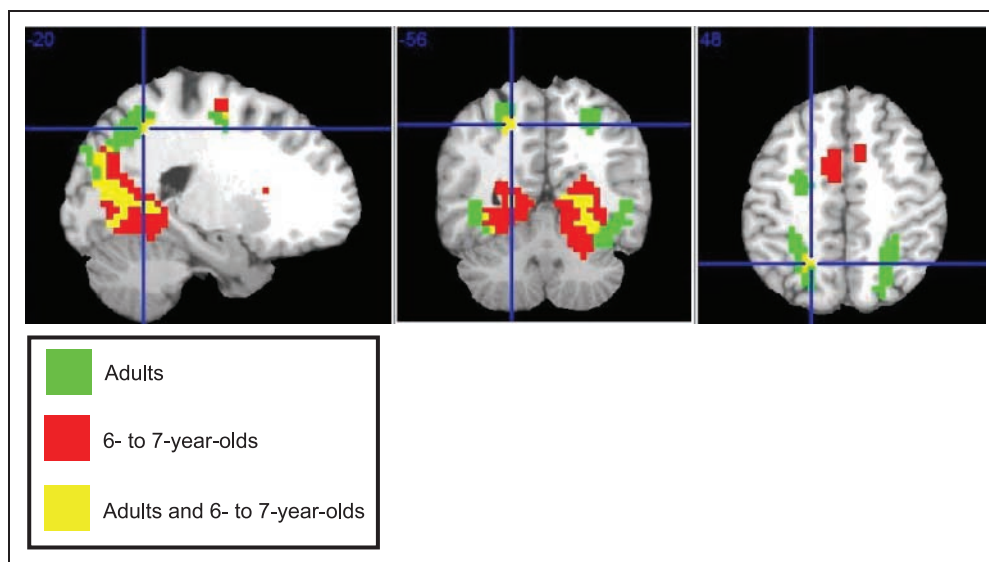 -20
-56
48
Adults
6- to 7-year-olds
Adults and 6- to 7-year-olds